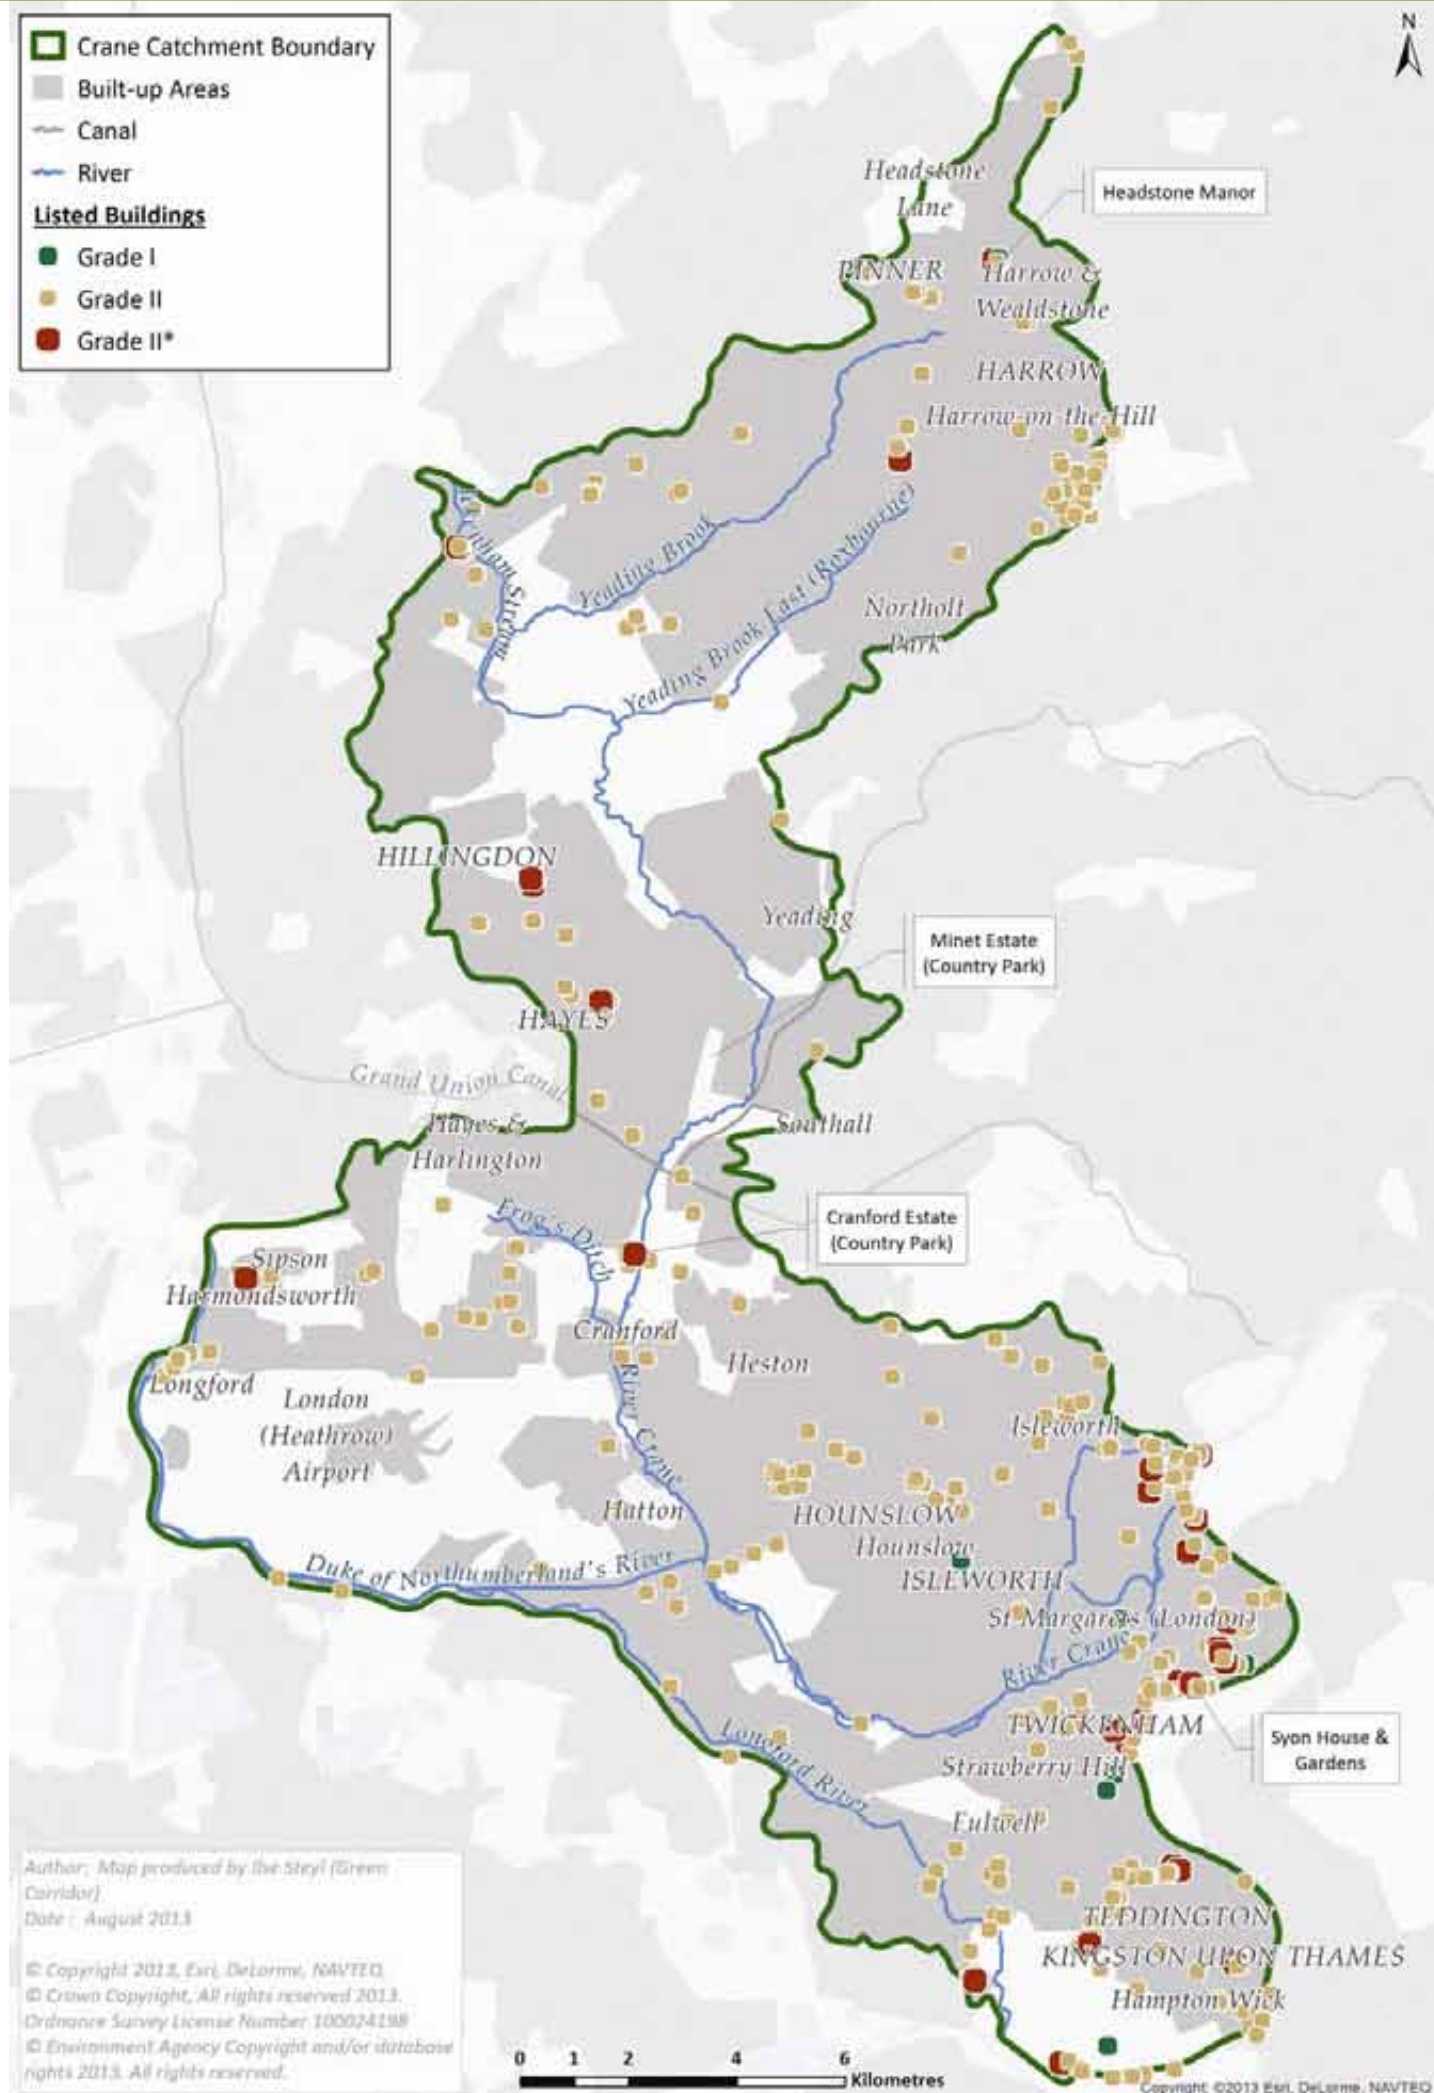 Crane Catchment Boundary
Built-up Areas
Canal
River
Listed Buildings
Grade I
Grade II
Grade II*
N
Headstone
Lane
Headstone Manor
PINNER
Harrow &
Wealdstone
HARROW
Harrow-on-the-Hill
Yeading Brook
Yeading Brook East (Roxbourne)
Northolt
Park
HILLINGDON
Yeading
Minet Estate
(Country Park)
HAYES
Grand Union Canal
Hayes &
Harlington
Southall
Frog's Ditch
Cranford Estate
(Country Park)
Sipson
Harmondsworth
Cranford
Heston
Longford
London
(Heathrow)
Airport
River Crane
Isleworth
Hatton
HOUNSLOW
Hounslow
Duke of Northumberland's River
ISLEWORTH
St Margarets (London)
River Crane
TWICKENHAM
Syon House &
Gardens
Strawberry Hill
Longford River
Fulwell
TEDDINGTON
KINGSTON UPON THAMES
Hampton Wick
Author: Map produced by Ibe Steyl (Green
Corridor)
Date : August 2013
© Copyright 2013, Esri, DeLorme, NAVTEQ
© Crown Copyright, All rights reserved 2013.
Ordnance Survey License Number 100024198
© Environment Agency Copyright and/or database
rights 2013. All rights reserved.
0 1 2 4 6
Kilometres
Copyright: ©2013 Esri, DeLorme, NAVTEQ